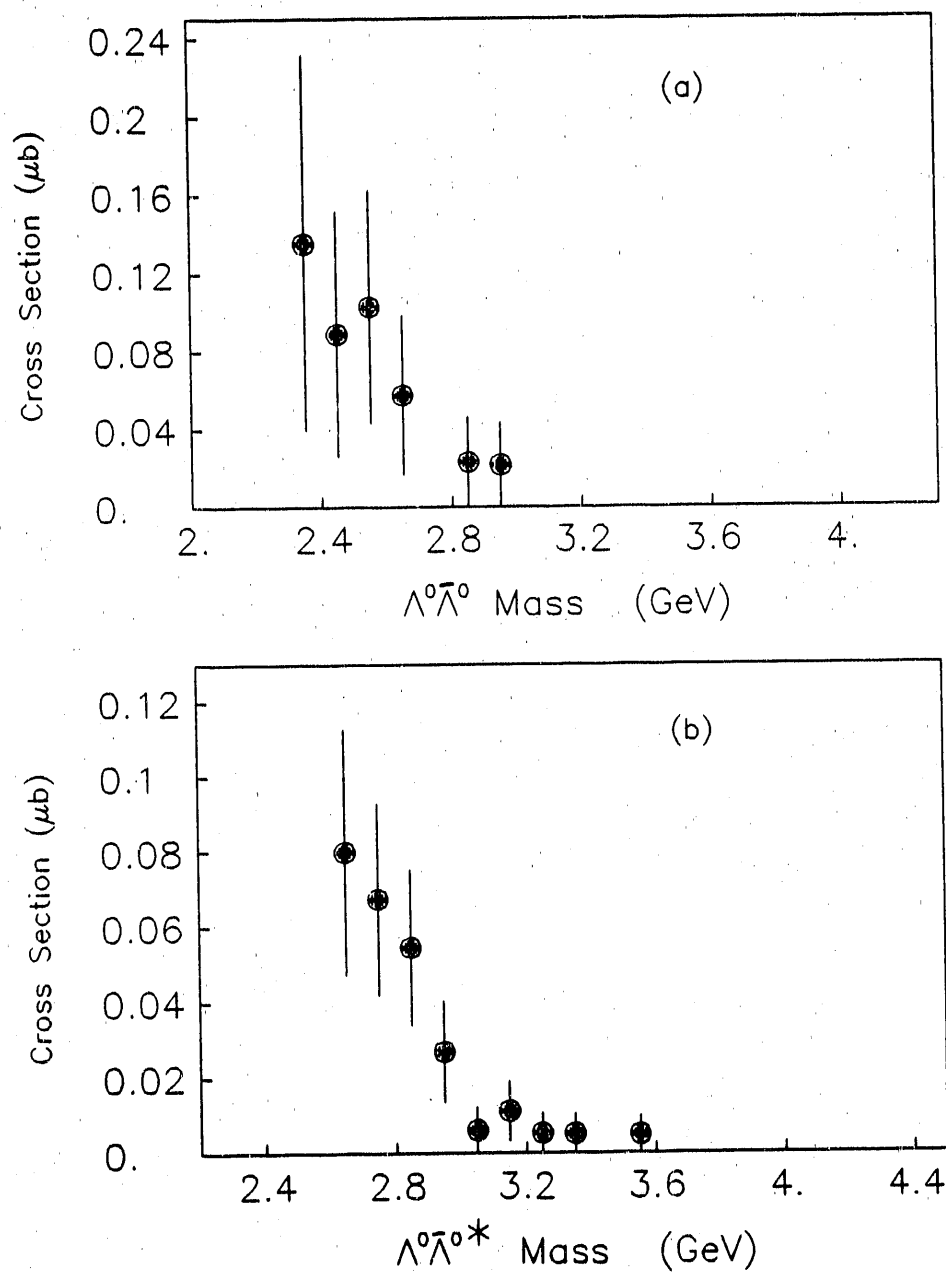 0.24
(a)
0.2
0.16
0.12
0.08
0.04
0.
Cross Section (μb)
2. 2.4 2.8 3.2 3.6 4.
Λ⁰Λ̄⁰ Mass (GeV)
0.12
(b)
0.1
0.08
0.06
0.04
0.02
0.
Cross Section (μb)
2.4 2.8 3.2 3.6 4. 4.4
Λ⁰Λ̄⁰* Mass (GeV)